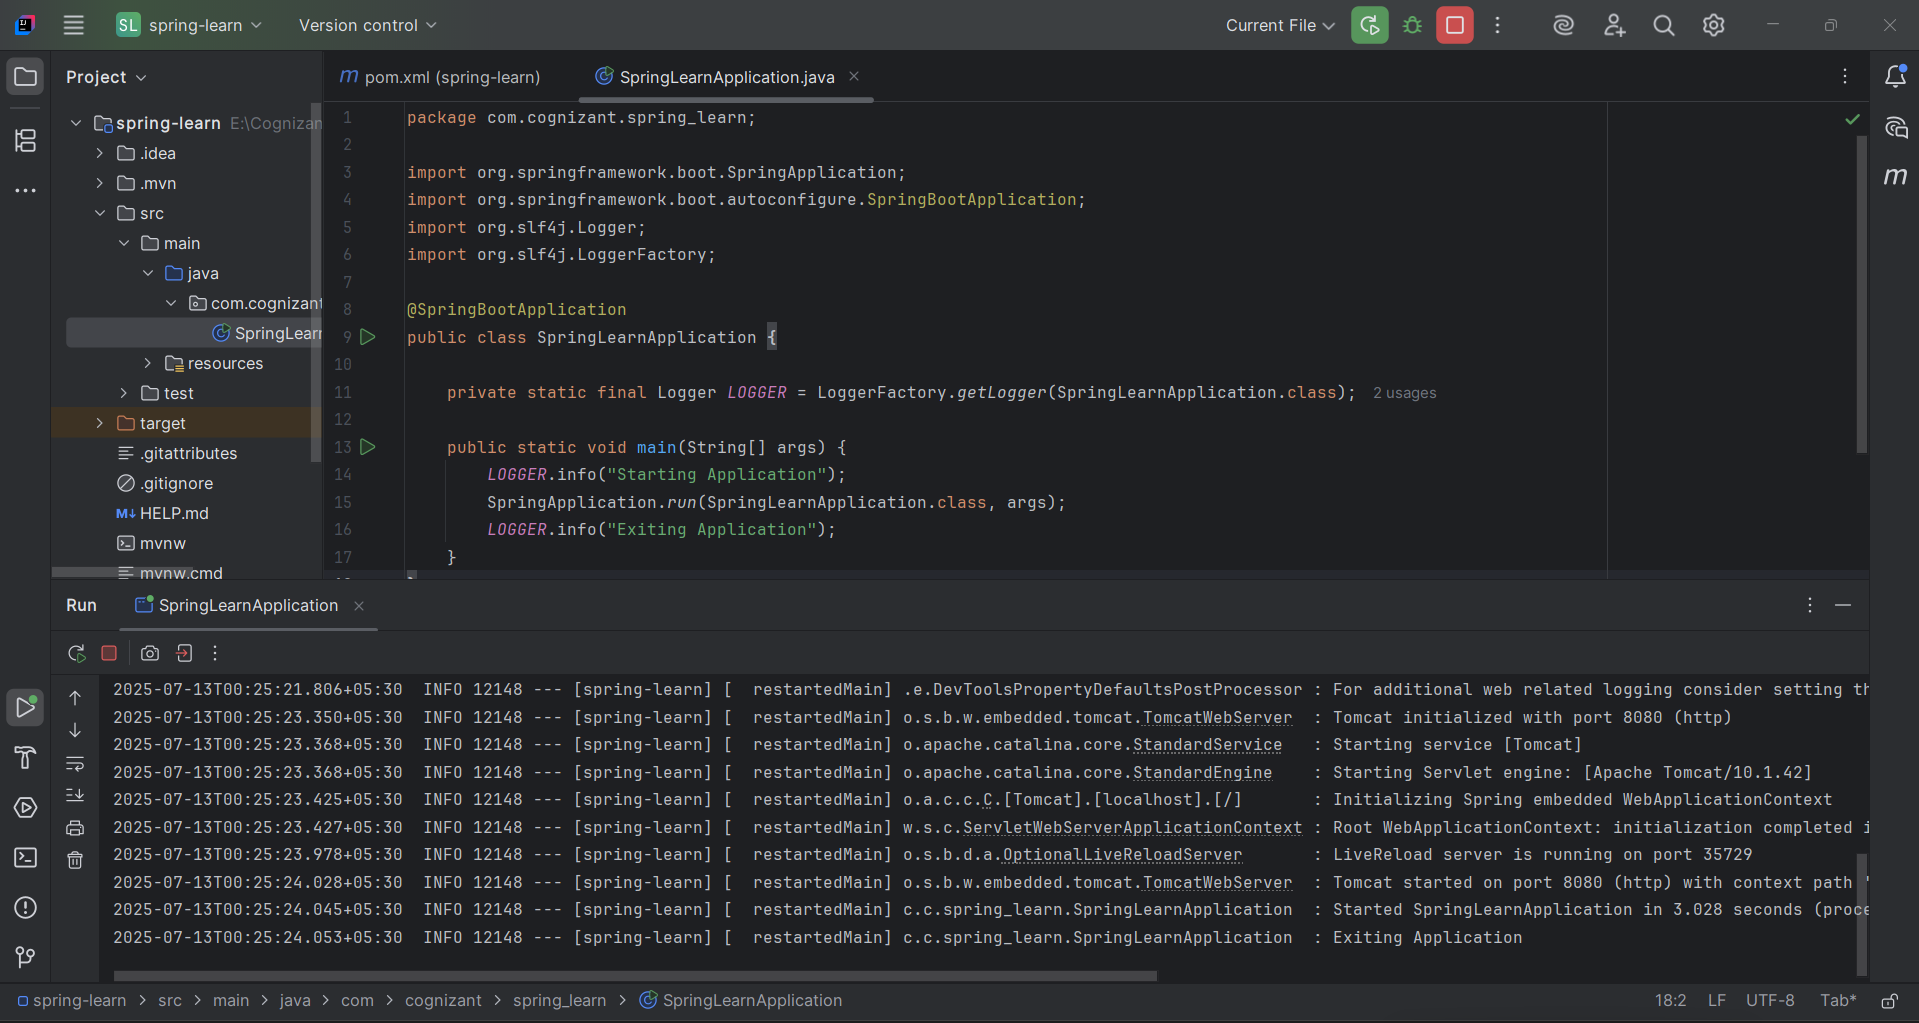 SL spring-learn Version control Current File
Project
pom.xml (spring-learn) SpringLearnApplication.java
spring-learn E:\Cognizan
.idea
.mvn
src
main
java
com.cognizant
SpringLearn
resources
test
target
.gitattributes
.gitignore
M↓ HELP.md
mvnw
mvnw.cmd
1 package com.cognizant.spring_learn;
2
3 import org.springframework.boot.SpringApplication;
4 import org.springframework.boot.autoconfigure.SpringBootApplication;
5 import org.slf4j.Logger;
6 import org.slf4j.LoggerFactory;
7
8 @SpringBootApplication
9 public class SpringLearnApplication {
10
11 private static final Logger LOGGER = LoggerFactory.getLogger(SpringLearnApplication.class); 2 usages
12
13 public static void main(String[] args) {
14 LOGGER.info("Starting Application");
15 SpringApplication.run(SpringLearnApplication.class, args);
16 LOGGER.info("Exiting Application");
17 }
Run SpringLearnApplication
2025-07-13T00:25:21.806+05:30 INFO 12148 --- [spring-learn] [ restartedMain] .e.DevToolsPropertyDefaultsPostProcessor : For additional web related logging consider setting th
2025-07-13T00:25:23.350+05:30 INFO 12148 --- [spring-learn] [ restartedMain] o.s.b.w.embedded.tomcat.TomcatWebServer : Tomcat initialized with port 8080 (http)
2025-07-13T00:25:23.368+05:30 INFO 12148 --- [spring-learn] [ restartedMain] o.apache.catalina.core.StandardService : Starting service [Tomcat]
2025-07-13T00:25:23.368+05:30 INFO 12148 --- [spring-learn] [ restartedMain] o.apache.catalina.core.StandardEngine : Starting Servlet engine: [Apache Tomcat/10.1.42]
2025-07-13T00:25:23.425+05:30 INFO 12148 --- [spring-learn] [ restartedMain] o.a.c.c.C.[Tomcat].[localhost].[/] : Initializing Spring embedded WebApplicationContext
2025-07-13T00:25:23.427+05:30 INFO 12148 --- [spring-learn] [ restartedMain] w.s.c.ServletWebServerApplicationContext : Root WebApplicationContext: initialization completed i
2025-07-13T00:25:23.978+05:30 INFO 12148 --- [spring-learn] [ restartedMain] o.s.b.d.a.OptionalLiveReloadServer : LiveReload server is running on port 35729
2025-07-13T00:25:24.028+05:30 INFO 12148 --- [spring-learn] [ restartedMain] o.s.b.w.embedded.tomcat.TomcatWebServer : Tomcat started on port 8080 (http) with context path '
2025-07-13T00:25:24.045+05:30 INFO 12148 --- [spring-learn] [ restartedMain] c.c.spring_learn.SpringLearnApplication : Started SpringLearnApplication in 3.028 seconds (proce
2025-07-13T00:25:24.053+05:30 INFO 12148 --- [spring-learn] [ restartedMain] c.c.spring_learn.SpringLearnApplication : Exiting Application
spring-learn > src > main > java > com > cognizant > spring_learn > SpringLearnApplication 18:2 LF UTF-8 Tab*